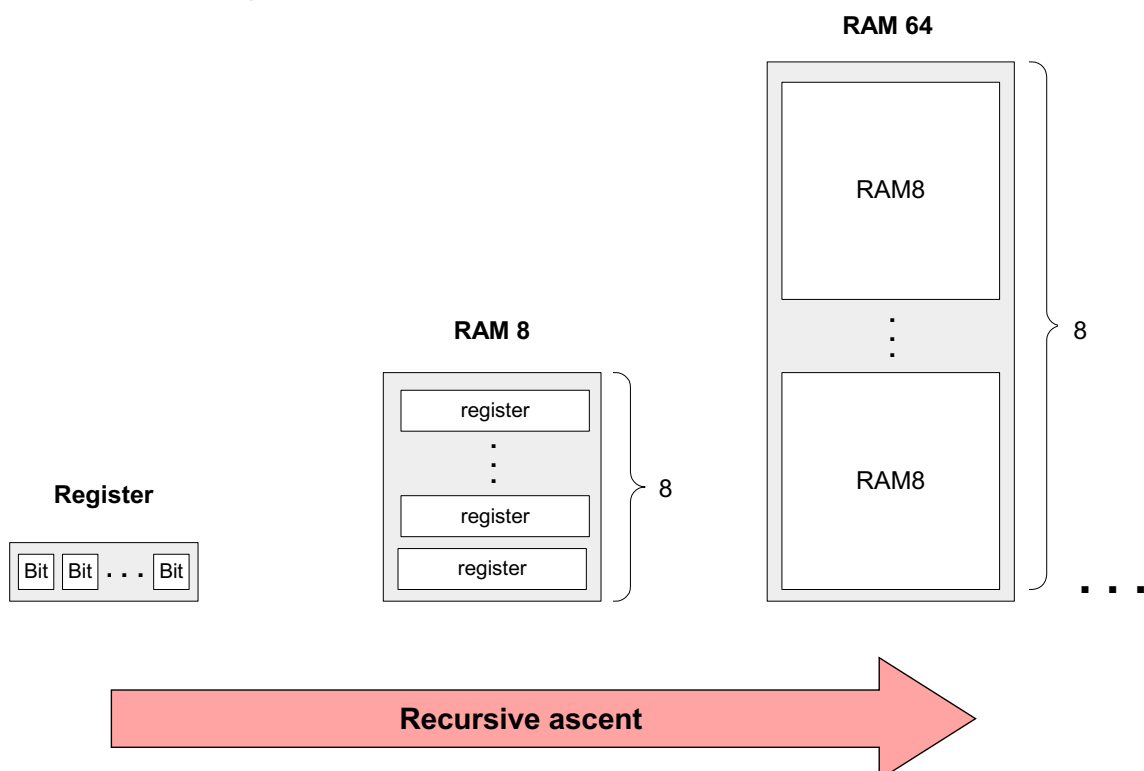 RAM 64
RAM8
.
.
.
8
RAM8
RAM 8
register
.
.
.
register
register
8
Register
Bit Bit . . . Bit
. . .
Recursive ascent